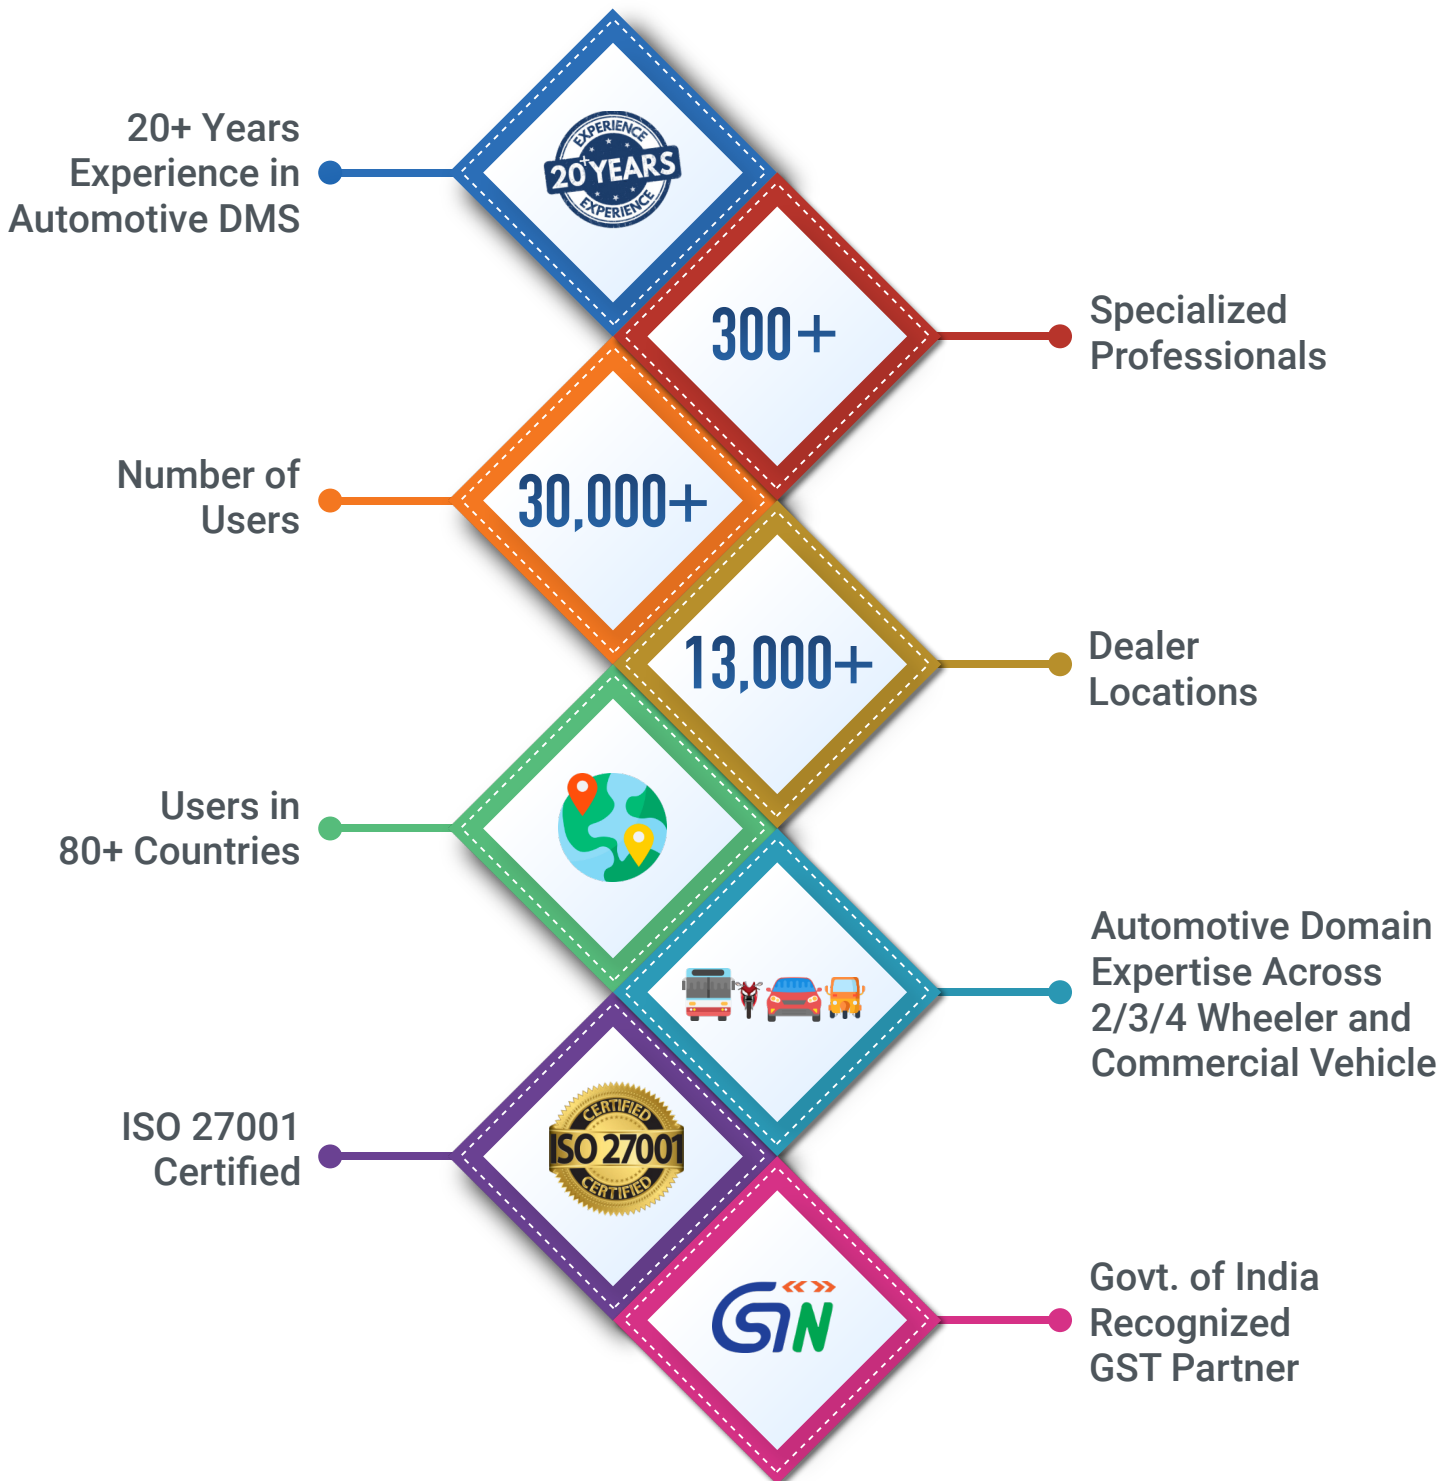 20+ Years
Experience in
Automotive DMS
EXPERIENCE
20+YEARS
EXPERIENCE
300+
Specialized
Professionals
Number of
Users
30,000+
13,000+
Dealer
Locations
Users in
80+ Countries
Automotive Domain
Expertise Across
2/3/4 Wheeler and
Commercial Vehicle
ISO 27001
Certified
CERTIFIED
ISO 27001
CERTIFIED
GSTN
Govt. of India
Recognized
GST Partner